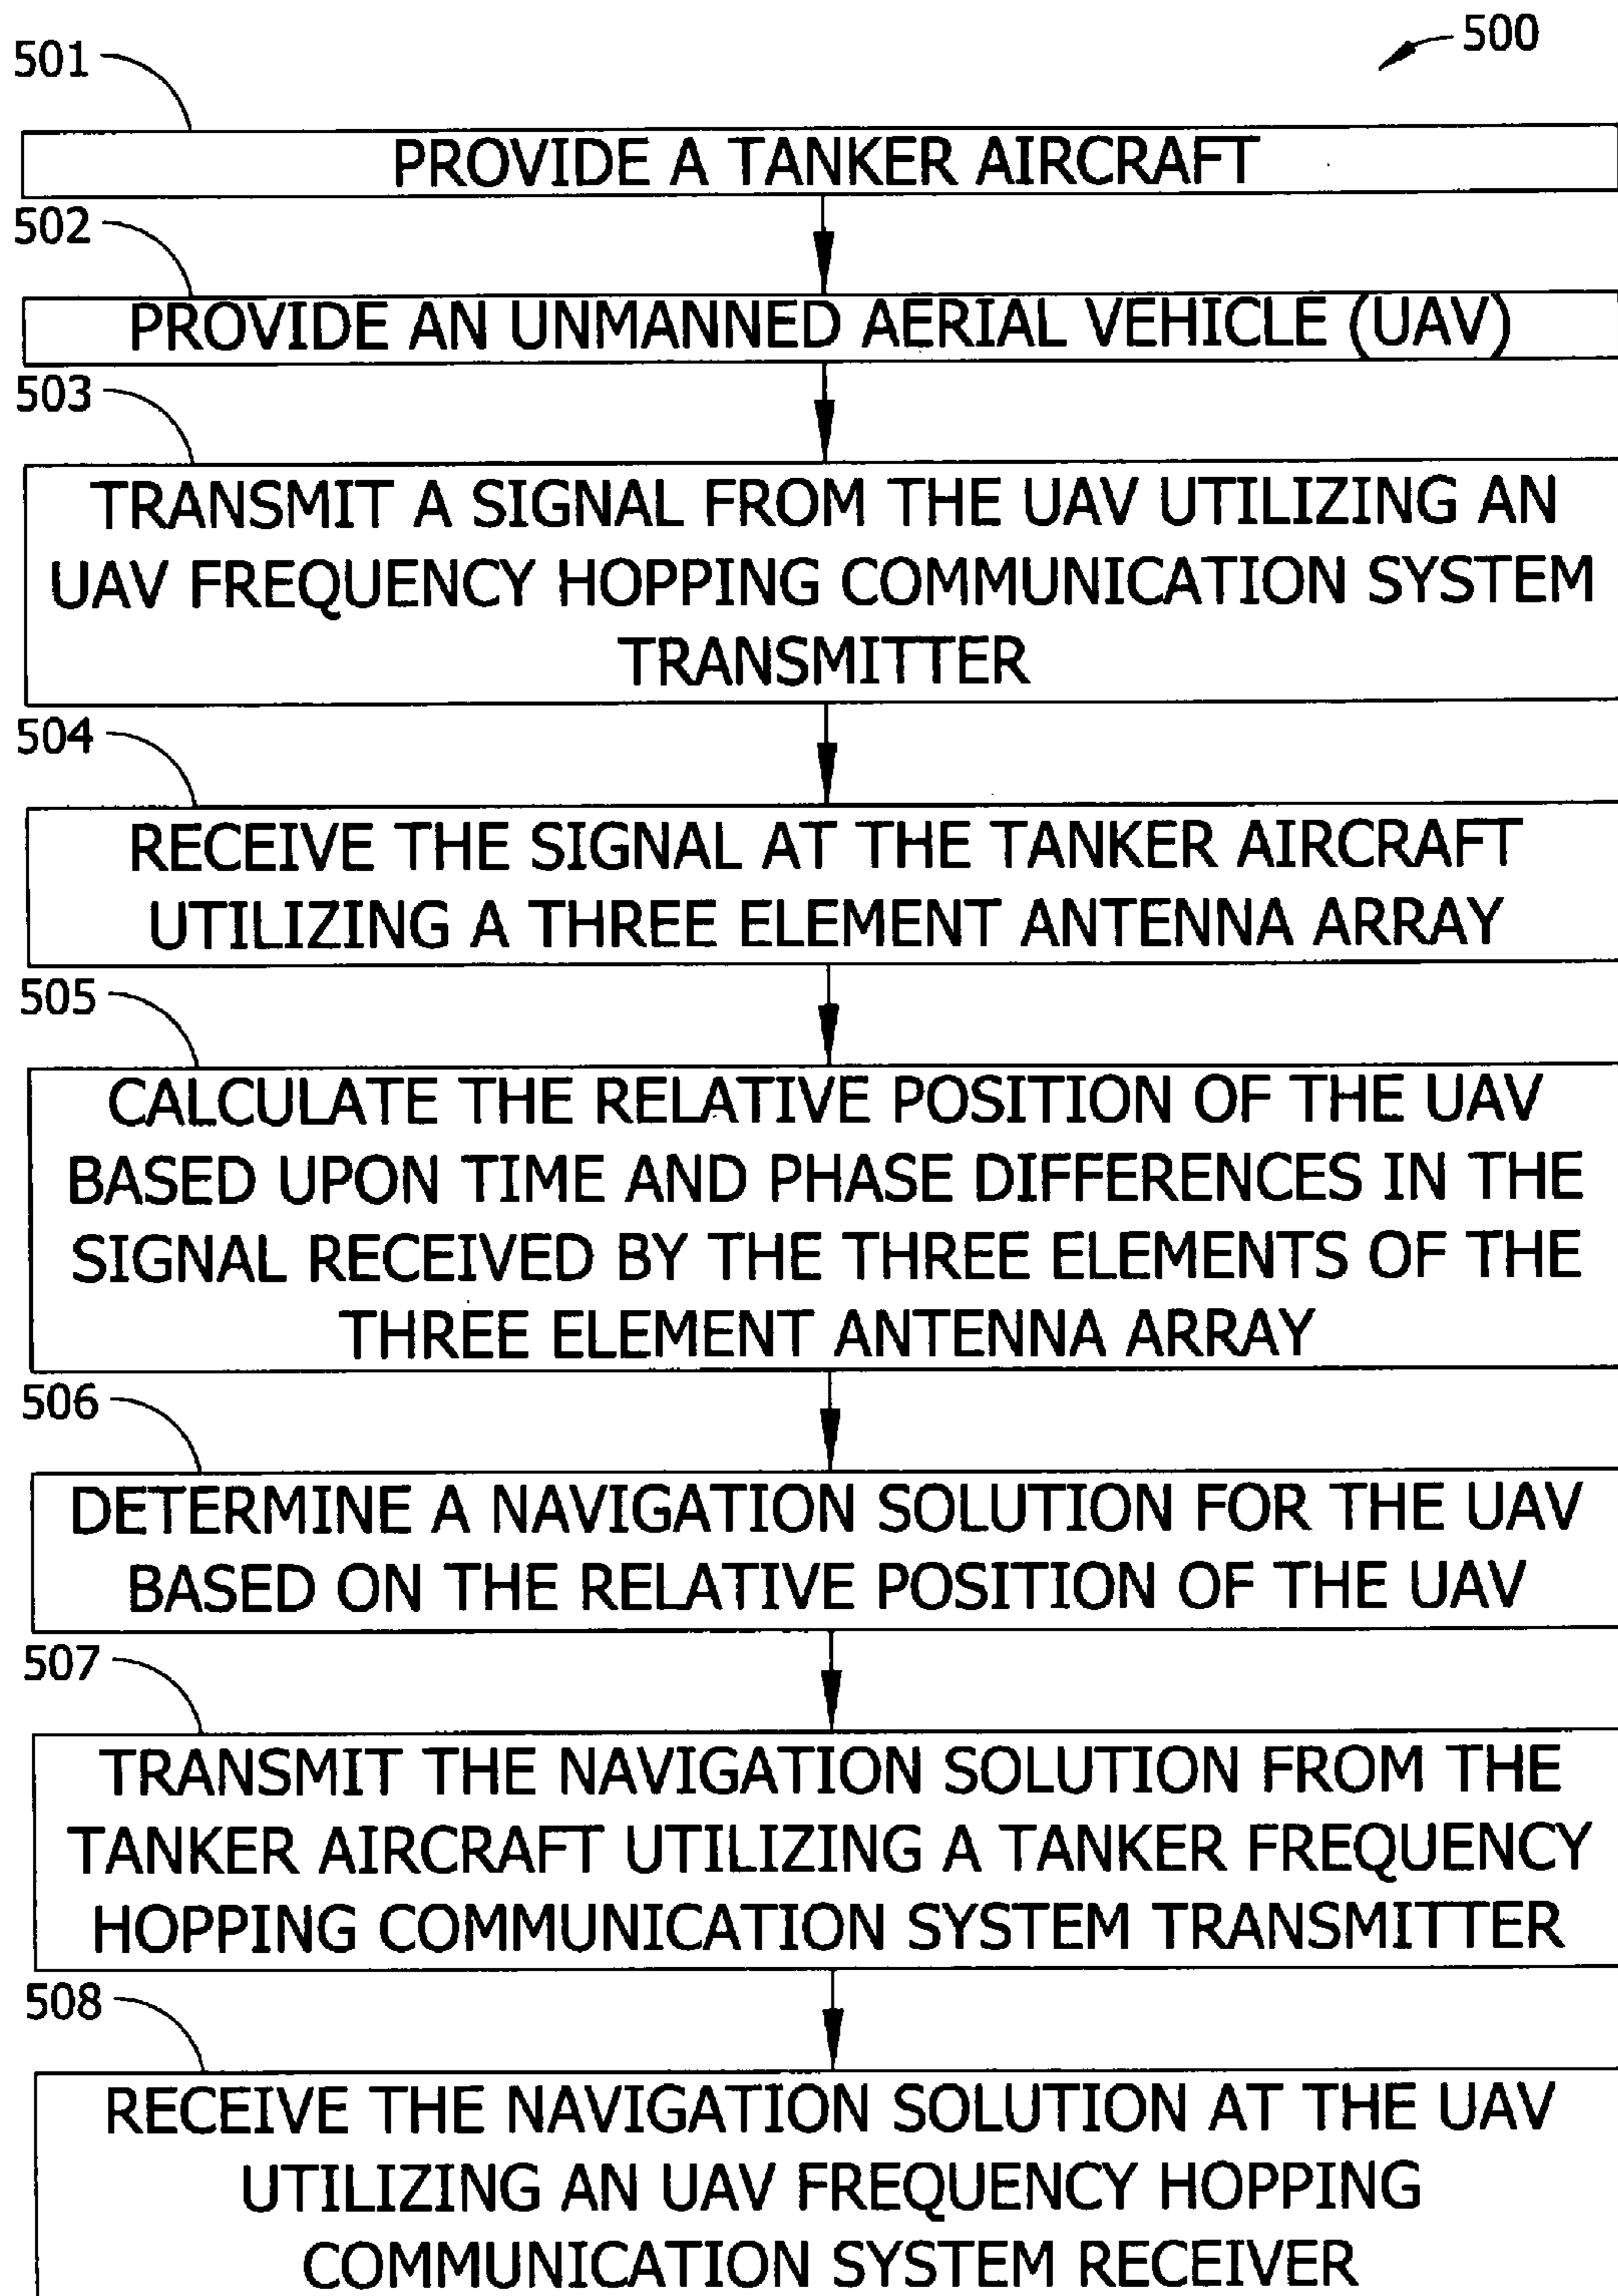 500
501
PROVIDE A TANKER AIRCRAFT
502
PROVIDE AN UNMANNED AERIAL VEHICLE (UAV)
503
TRANSMIT A SIGNAL FROM THE UAV UTILIZING AN
UAV FREQUENCY HOPPING COMMUNICATION SYSTEM
TRANSMITTER
504
RECEIVE THE SIGNAL AT THE TANKER AIRCRAFT
UTILIZING A THREE ELEMENT ANTENNA ARRAY
505
CALCULATE THE RELATIVE POSITION OF THE UAV
BASED UPON TIME AND PHASE DIFFERENCES IN THE
SIGNAL RECEIVED BY THE THREE ELEMENTS OF THE
THREE ELEMENT ANTENNA ARRAY
506
DETERMINE A NAVIGATION SOLUTION FOR THE UAV
BASED ON THE RELATIVE POSITION OF THE UAV
507
TRANSMIT THE NAVIGATION SOLUTION FROM THE
TANKER AIRCRAFT UTILIZING A TANKER FREQUENCY
HOPPING COMMUNICATION SYSTEM TRANSMITTER
508
RECEIVE THE NAVIGATION SOLUTION AT THE UAV
UTILIZING AN UAV FREQUENCY HOPPING
COMMUNICATION SYSTEM RECEIVER